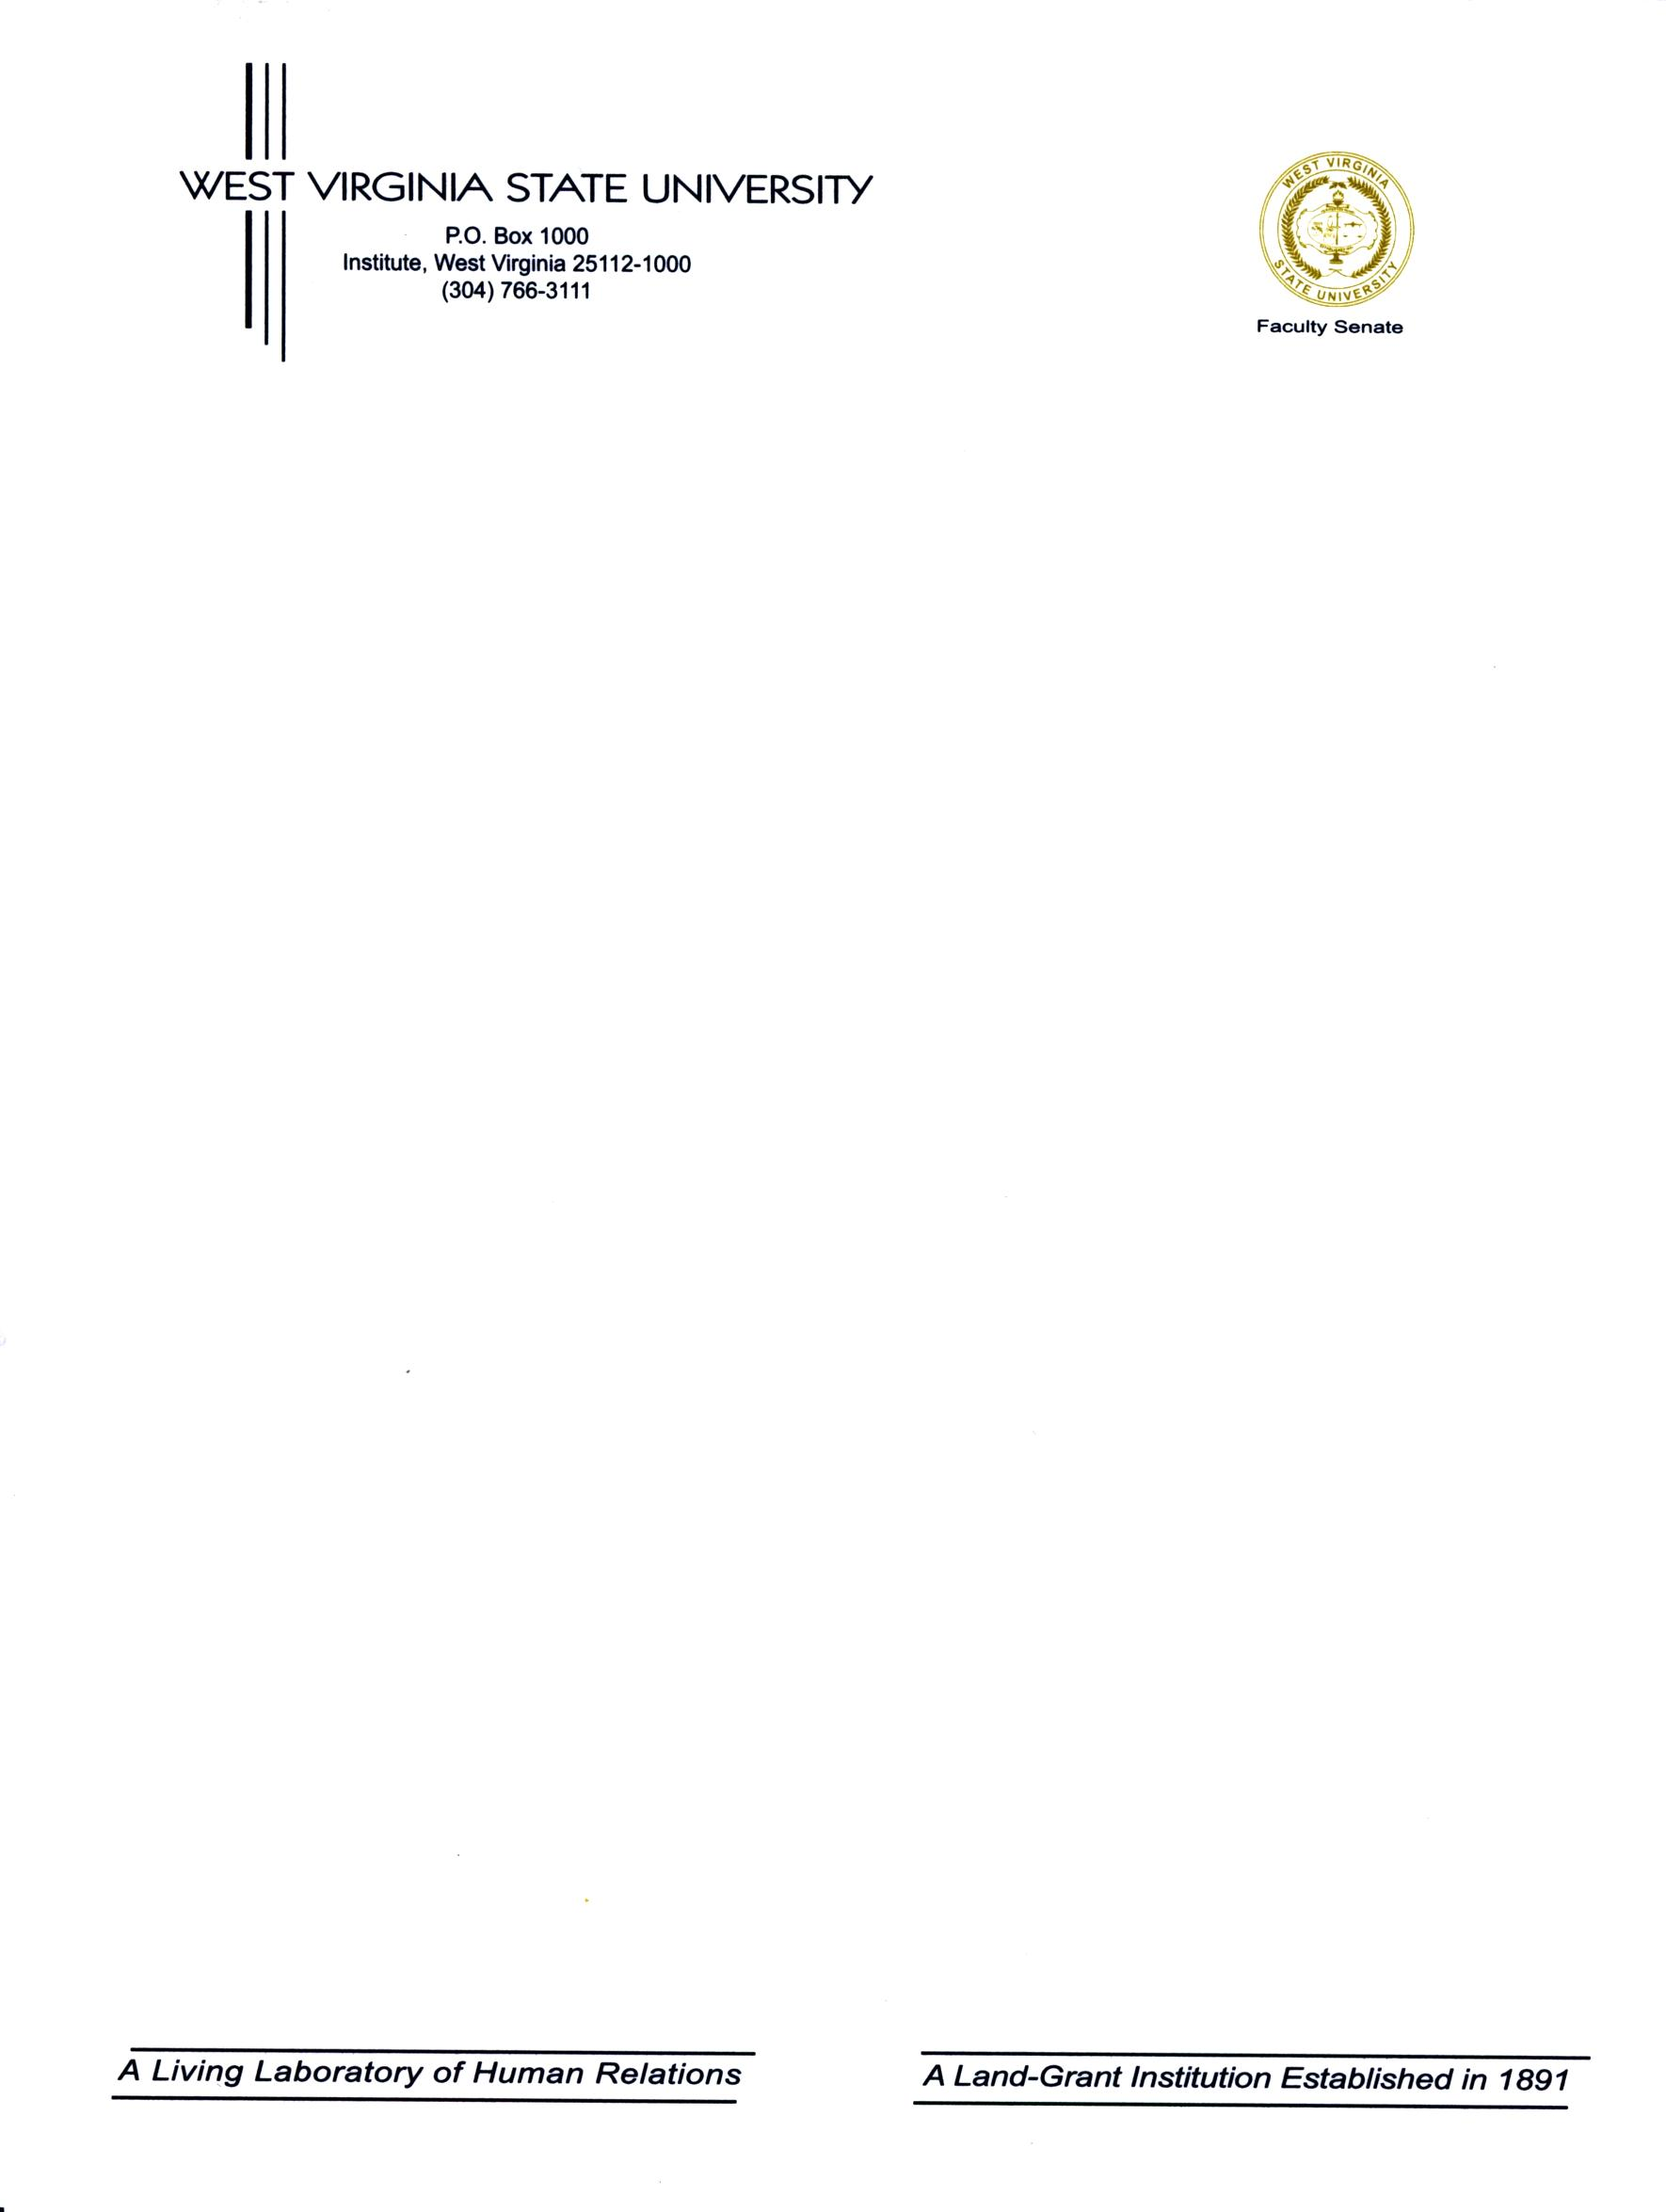 WEST VIRGINIA STATE UNIVERSITY
P.O. Box 1000
Institute, West Virginia 25112-1000
(304) 766-3111
WEST VIRGINIA
STATE UNIVERSITY
Faculty Senate
A Living Laboratory of Human Relations
A Land-Grant Institution Established in 1891